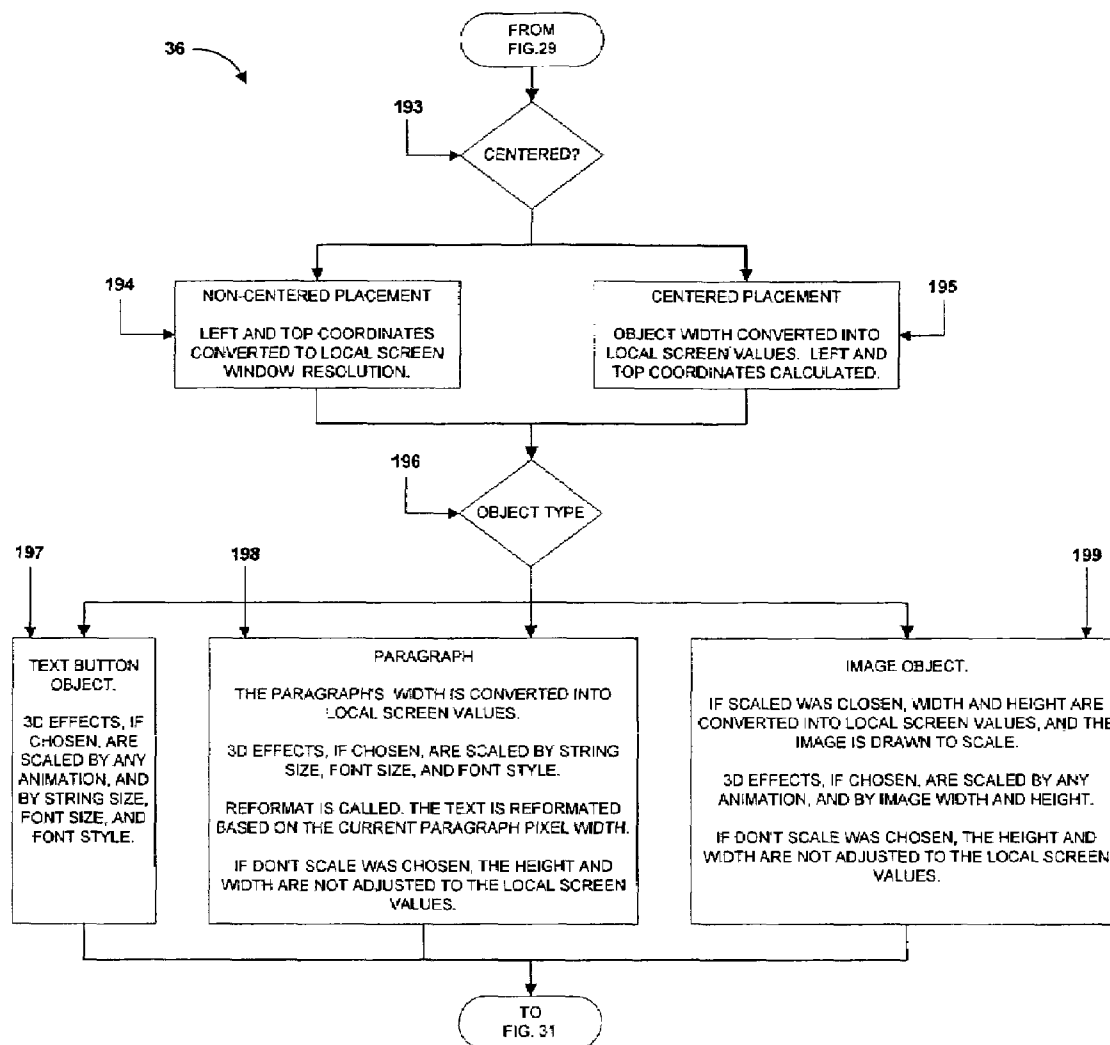 FROM
FIG.29
36
193
CENTERED?
194
NON-CENTERED PLACEMENT
LEFT AND TOP COORDINATES
CONVERTED TO LOCAL SCREEN
WINDOW RESOLUTION.
CENTERED PLACEMENT
OBJECT WIDTH CONVERTED INTO
LOCAL SCREEN VALUES. LEFT AND
TOP COORDINATES CALCULATED.
195
196
OBJECT TYPE
197
198
199
TEXT BUTTON
OBJECT.
3D EFFECTS, IF
CHOSEN, ARE
SCALED BY ANY
ANIMATION, AND
BY STRING SIZE,
FONT SIZE, AND
FONT STYLE.
PARAGRAPH
THE PARAGRAPH'S WIDTH IS CONVERTED INTO
LOCAL SCREEN VALUES.
3D EFFECTS, IF CHOSEN, ARE SCALED BY STRING
SIZE, FONT SIZE, AND FONT STYLE.
REFORMAT IS CALLED. THE TEXT IS REFORMATED
BASED ON THE CURRENT PARAGRAPH PIXEL WIDTH.
IF DON'T SCALE WAS CHOSEN, THE HEIGHT AND
WIDTH ARE NOT ADJUSTED TO THE LOCAL SCREEN
VALUES.
IMAGE OBJECT.
IF SCALED WAS CLOSEN, WIDTH AND HEIGHT ARE
CONVERTED INTO LOCAL SCREEN VALUES, AND THE
IMAGE IS DRAWN TO SCALE.
3D EFFECTS, IF CHOSEN, ARE SCALED BY ANY
ANIMATION, AND BY IMAGE WIDTH AND HEIGHT.
IF DON'T SCALE WAS CHOSEN, THE HEIGHT AND
WIDTH ARE NOT ADJUSTED TO THE LOCAL SCREEN
VALUES.
TO
FIG. 31